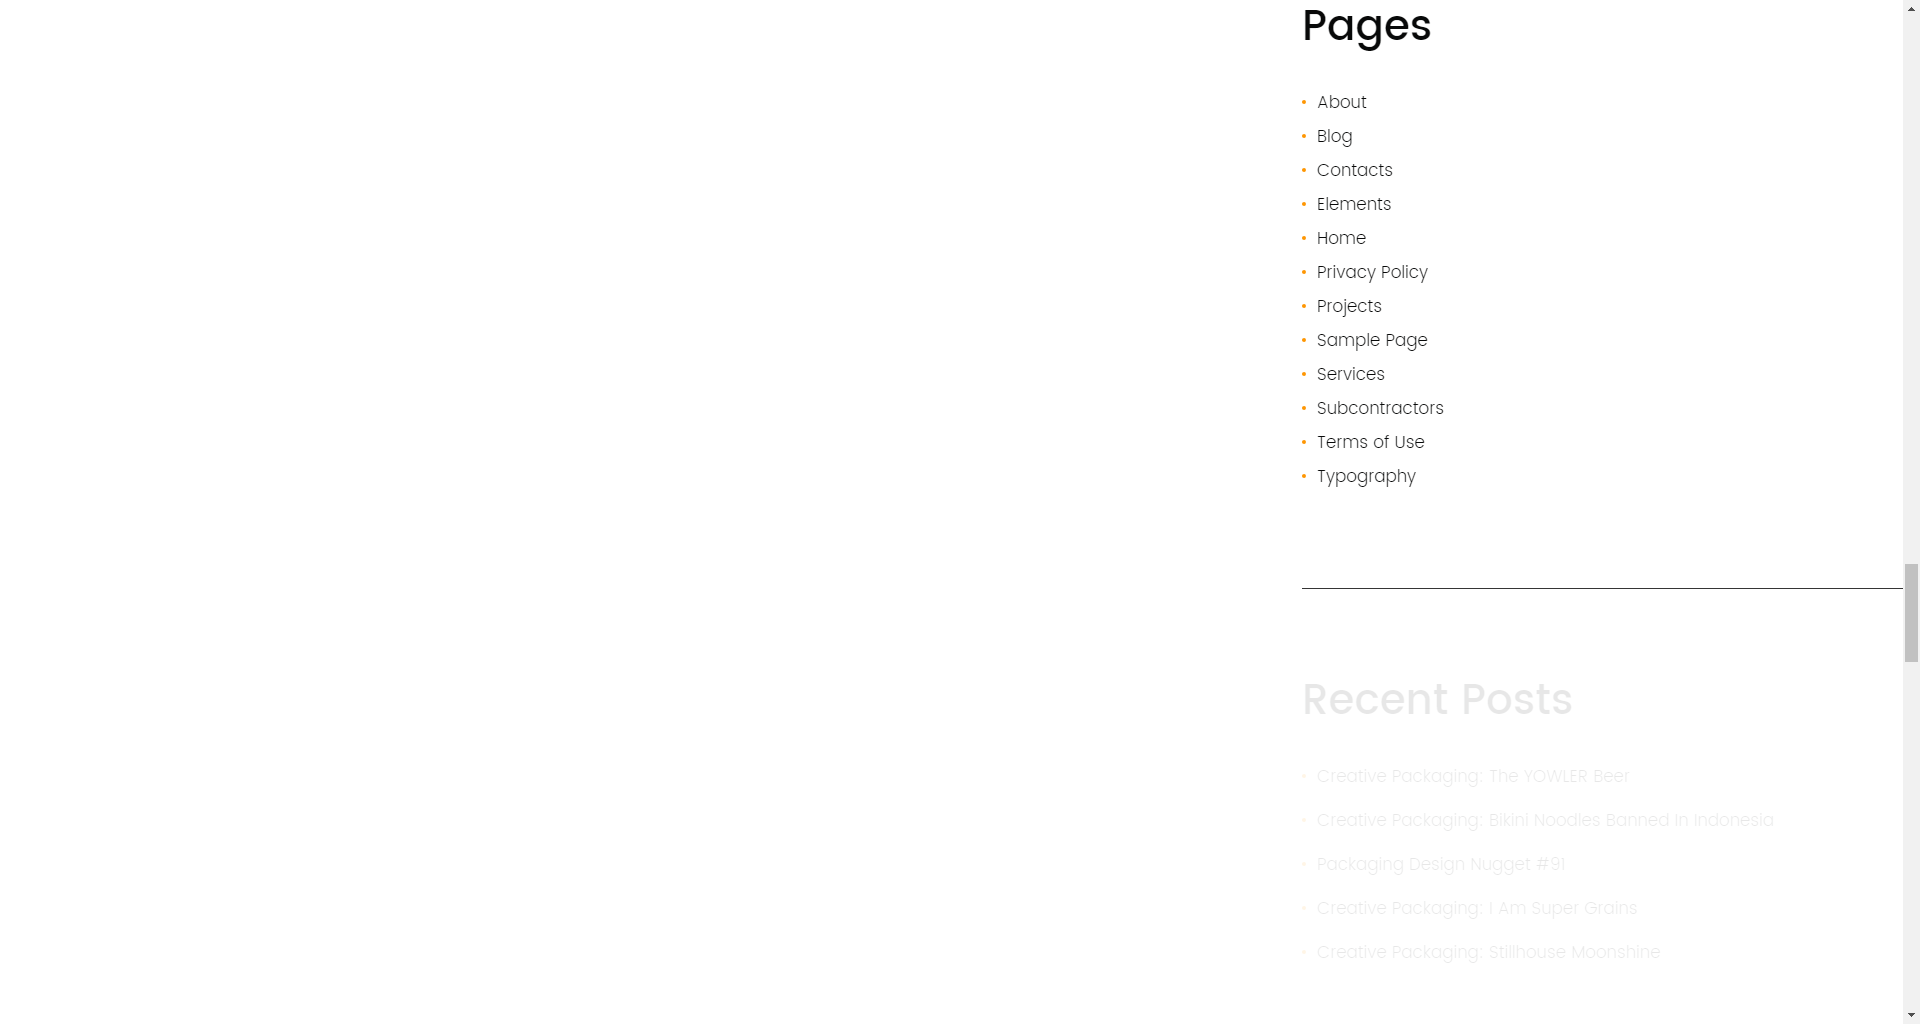 Pages
About
Blog
Contacts
Elements
Home
Privacy Policy
Projects
Sample Page
Services
Subcontractors
Terms of Use
Typography
Recent Posts
Creative Packaging: The YOWLER Beer
Creative Packaging: Bikini Noodles Banned In Indonesia
Packaging Design Nugget #91
Creative Packaging: I Am Super Grains
Creative Packaging: Stillhouse Moonshine